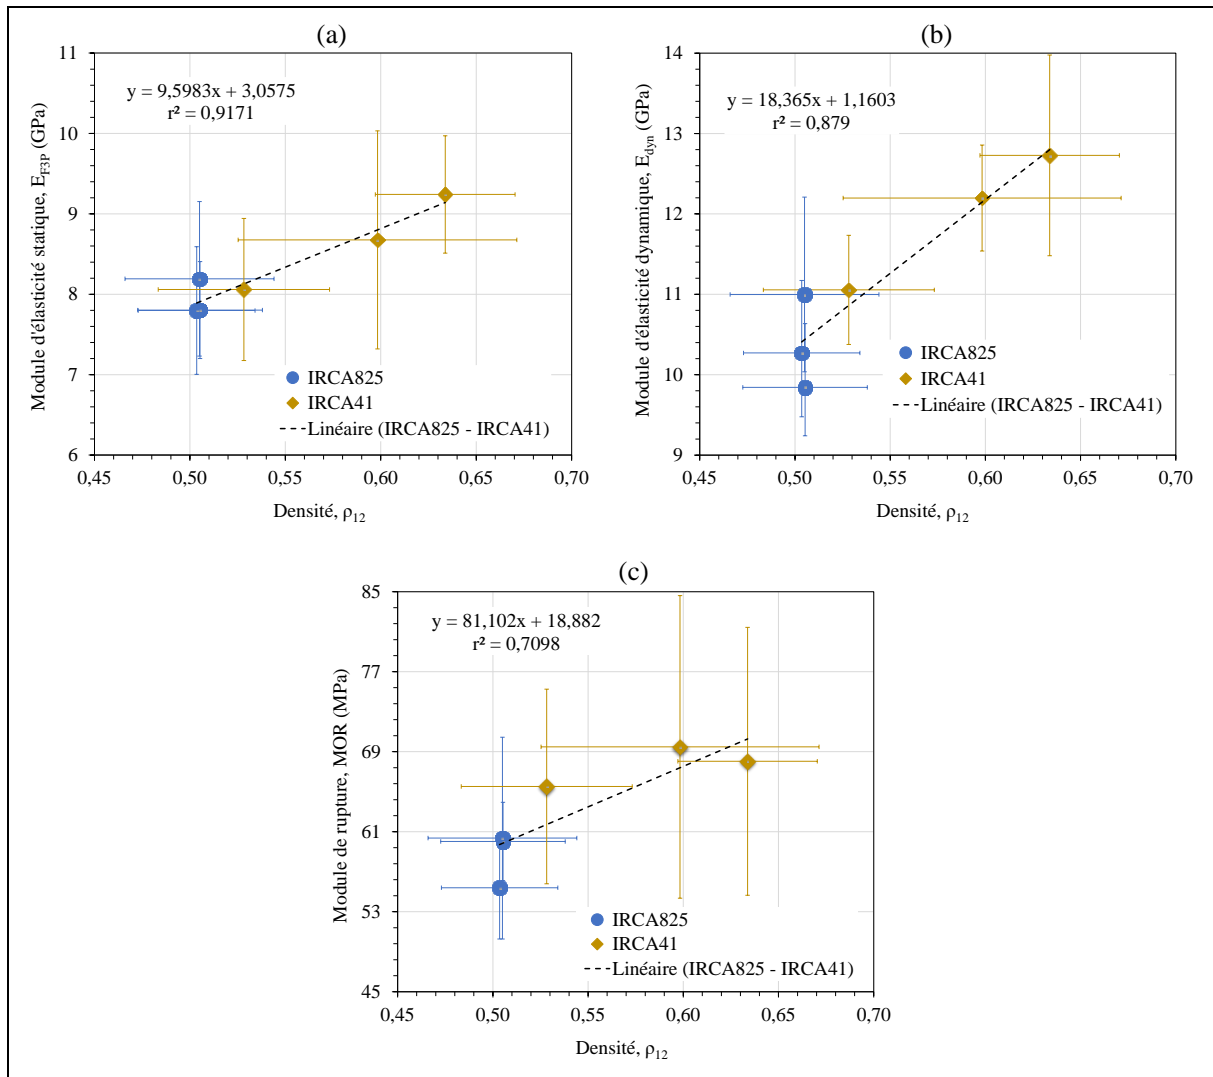 (a)
Module d'élasticité statique, E_F3P (GPa)
11
10
9
8
7
6
y = 9,5983x + 3,0575
r² = 0,9171
IRCA825
IRCA41
Linéaire (IRCA825 - IRCA41)
0,45 0,50 0,55 0,60 0,65 0,70
Densité, ρ12
(b)
Module d'élasticité dynamique, E_dyn (GPa)
14
13
12
11
10
9
y = 18,365x + 1,1603
r² = 0,879
IRCA825
IRCA41
Linéaire (IRCA825 - IRCA41)
0,45 0,50 0,55 0,60 0,65 0,70
Densité, ρ12
(c)
Module de rupture, MOR (MPa)
85
77
69
61
53
45
y = 81,102x + 18,882
r² = 0,7098
IRCA825
IRCA41
Linéaire (IRCA825 - IRCA41)
0,45 0,50 0,55 0,60 0,65 0,70
Densité, ρ12